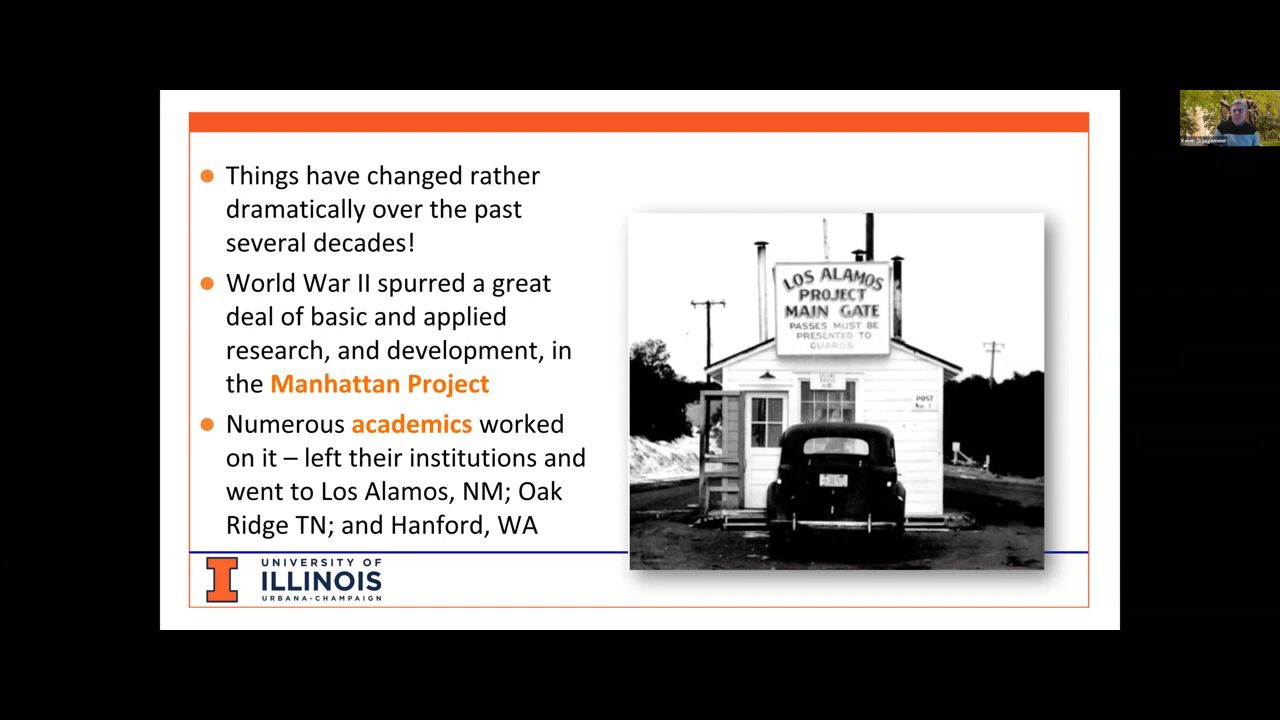 Things have changed rather
dramatically over the past
several decades!
World War II spurred a great
deal of basic and applied
research, and development, in
the Manhattan Project
Numerous academics worked
on it – left their institutions and
went to Los Alamos, NM; Oak
Ridge TN; and Hanford, WA
LOS ALAMOS
PROJECT
MAIN GATE
PASSES MUST BE
PRESENTED TO
GUARDS
POST
No. 1
UNIVERSITY OF
ILLINOIS
URBANA-CHAMPAIGN
Kelvin Droegemeier